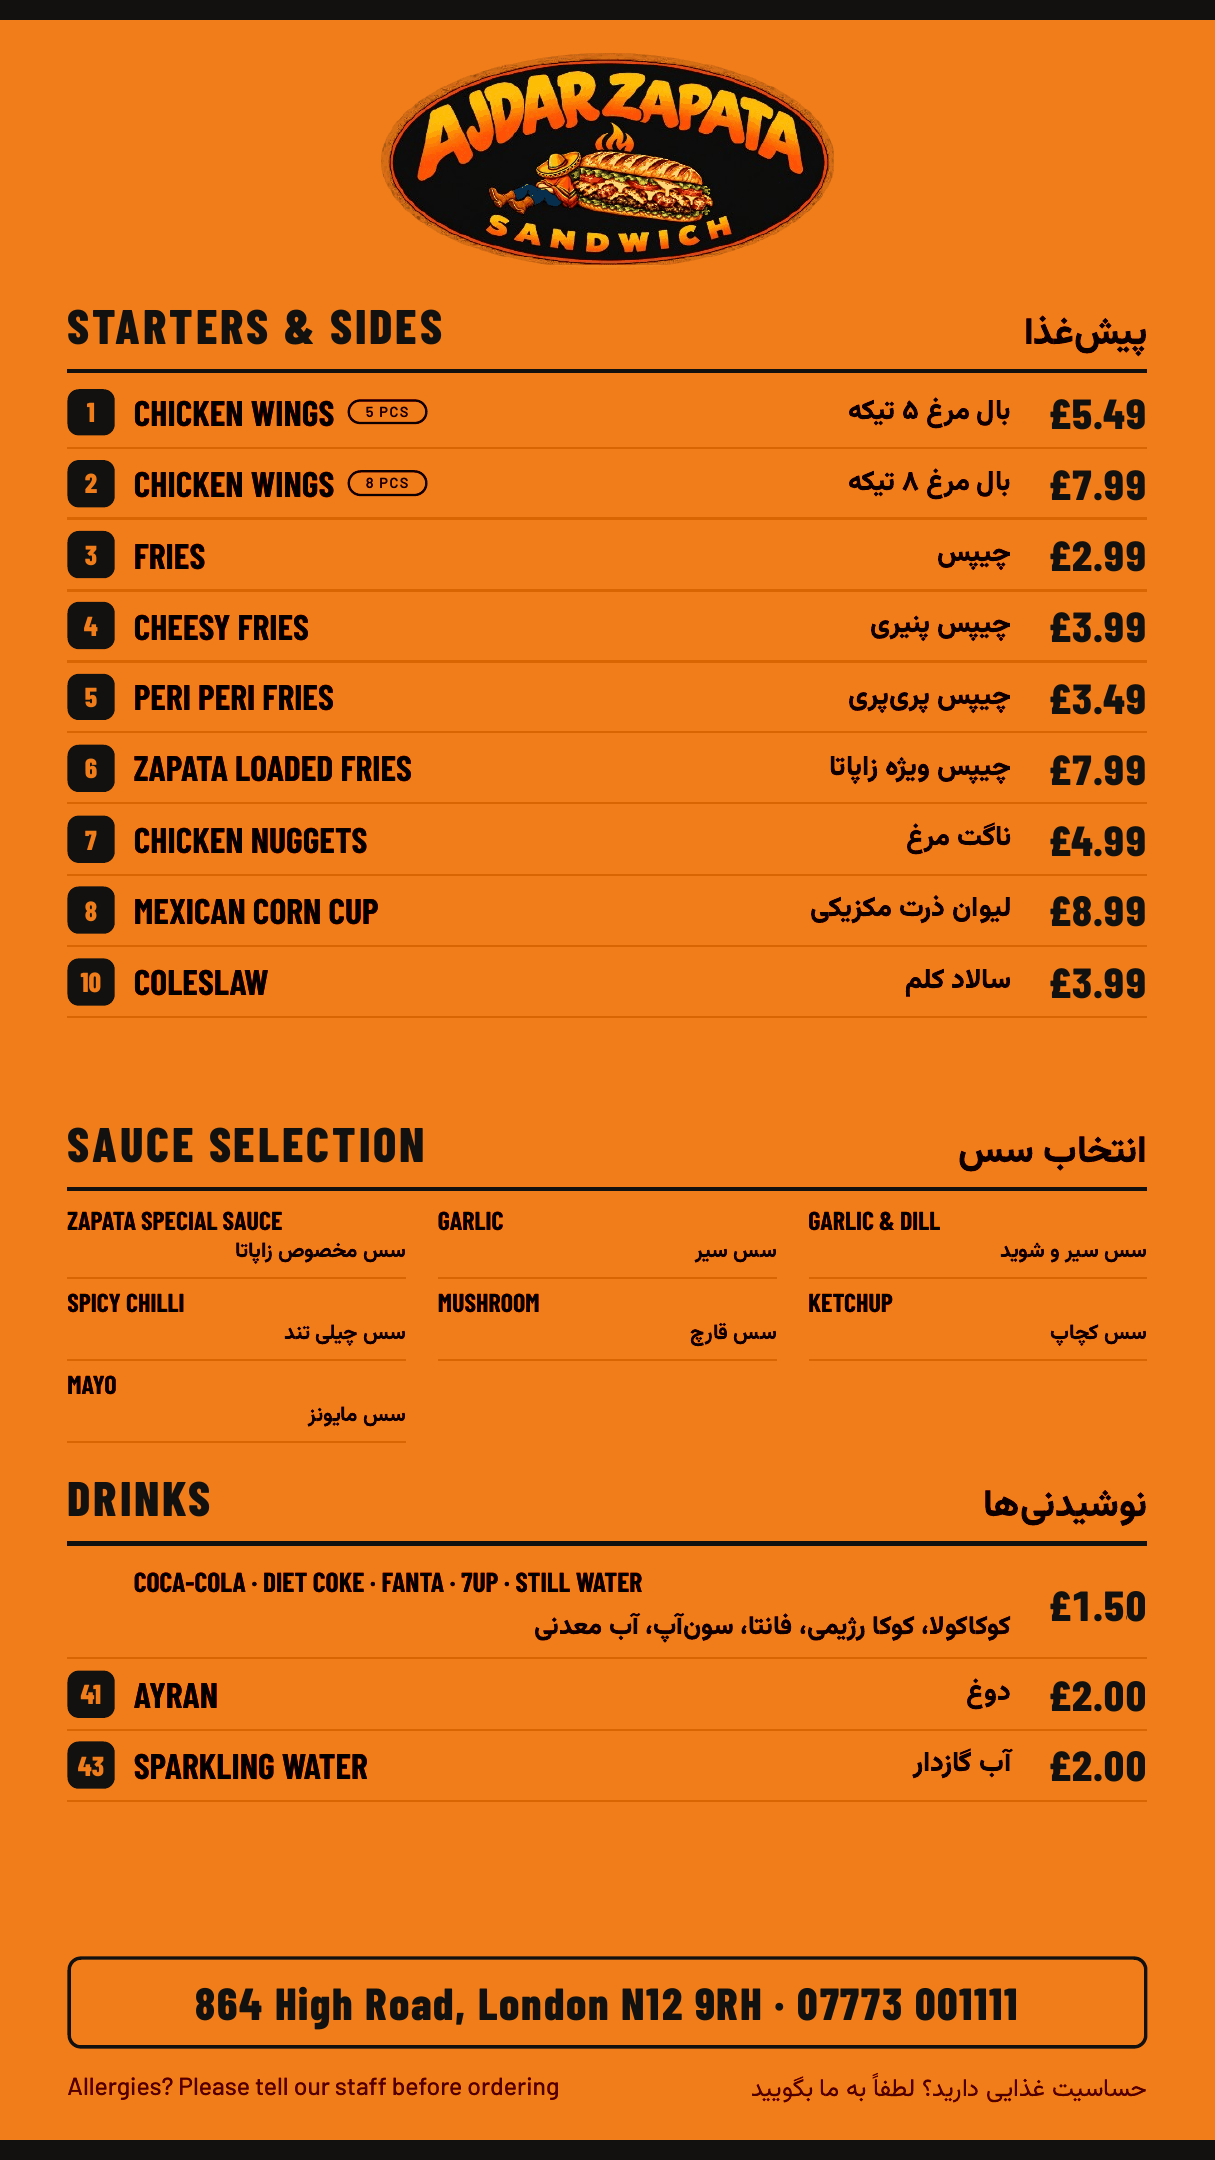 AJDAR ZAPATA
SANDWICH
STARTERS & SIDES پیش‌غذا
1 CHICKEN WINGS 5 PCS بال مرغ ۵ تیکه £5.49
2 CHICKEN WINGS 8 PCS بال مرغ ۸ تیکه £7.99
3 FRIES چیپس £2.99
4 CHEESY FRIES چیپس پنیری £3.99
5 PERI PERI FRIES چیپس پری‌پری £3.49
6 ZAPATA LOADED FRIES چیپس ویژه زاپاتا £7.99
7 CHICKEN NUGGETS ناگت مرغ £4.99
8 MEXICAN CORN CUP لیوان ذرت مکزیکی £8.99
10 COLESLAW سالاد کلم £3.99
SAUCE SELECTION انتخاب سس
ZAPATA SPECIAL SAUCE GARLIC GARLIC & DILL
سس مخصوص زاپاتا سس سیر سس سیر و شوید
SPICY CHILLI MUSHROOM KETCHUP
سس چیلی تند سس قارچ سس کچاپ
MAYO
سس مایونز
DRINKS نوشیدنی‌ها
COCA-COLA · DIET COKE · FANTA · 7UP · STILL WATER £1.50
کوکاکولا، کوکا رژیمی، فانتا، سون‌آپ، آب معدنی
41 AYRAN دوغ £2.00
43 SPARKLING WATER آب گازدار £2.00
864 High Road, London N12 9RH · 07773 001111
Allergies? Please tell our staff before ordering حساسیت غذایی دارید؟ لطفاً به ما بگویید